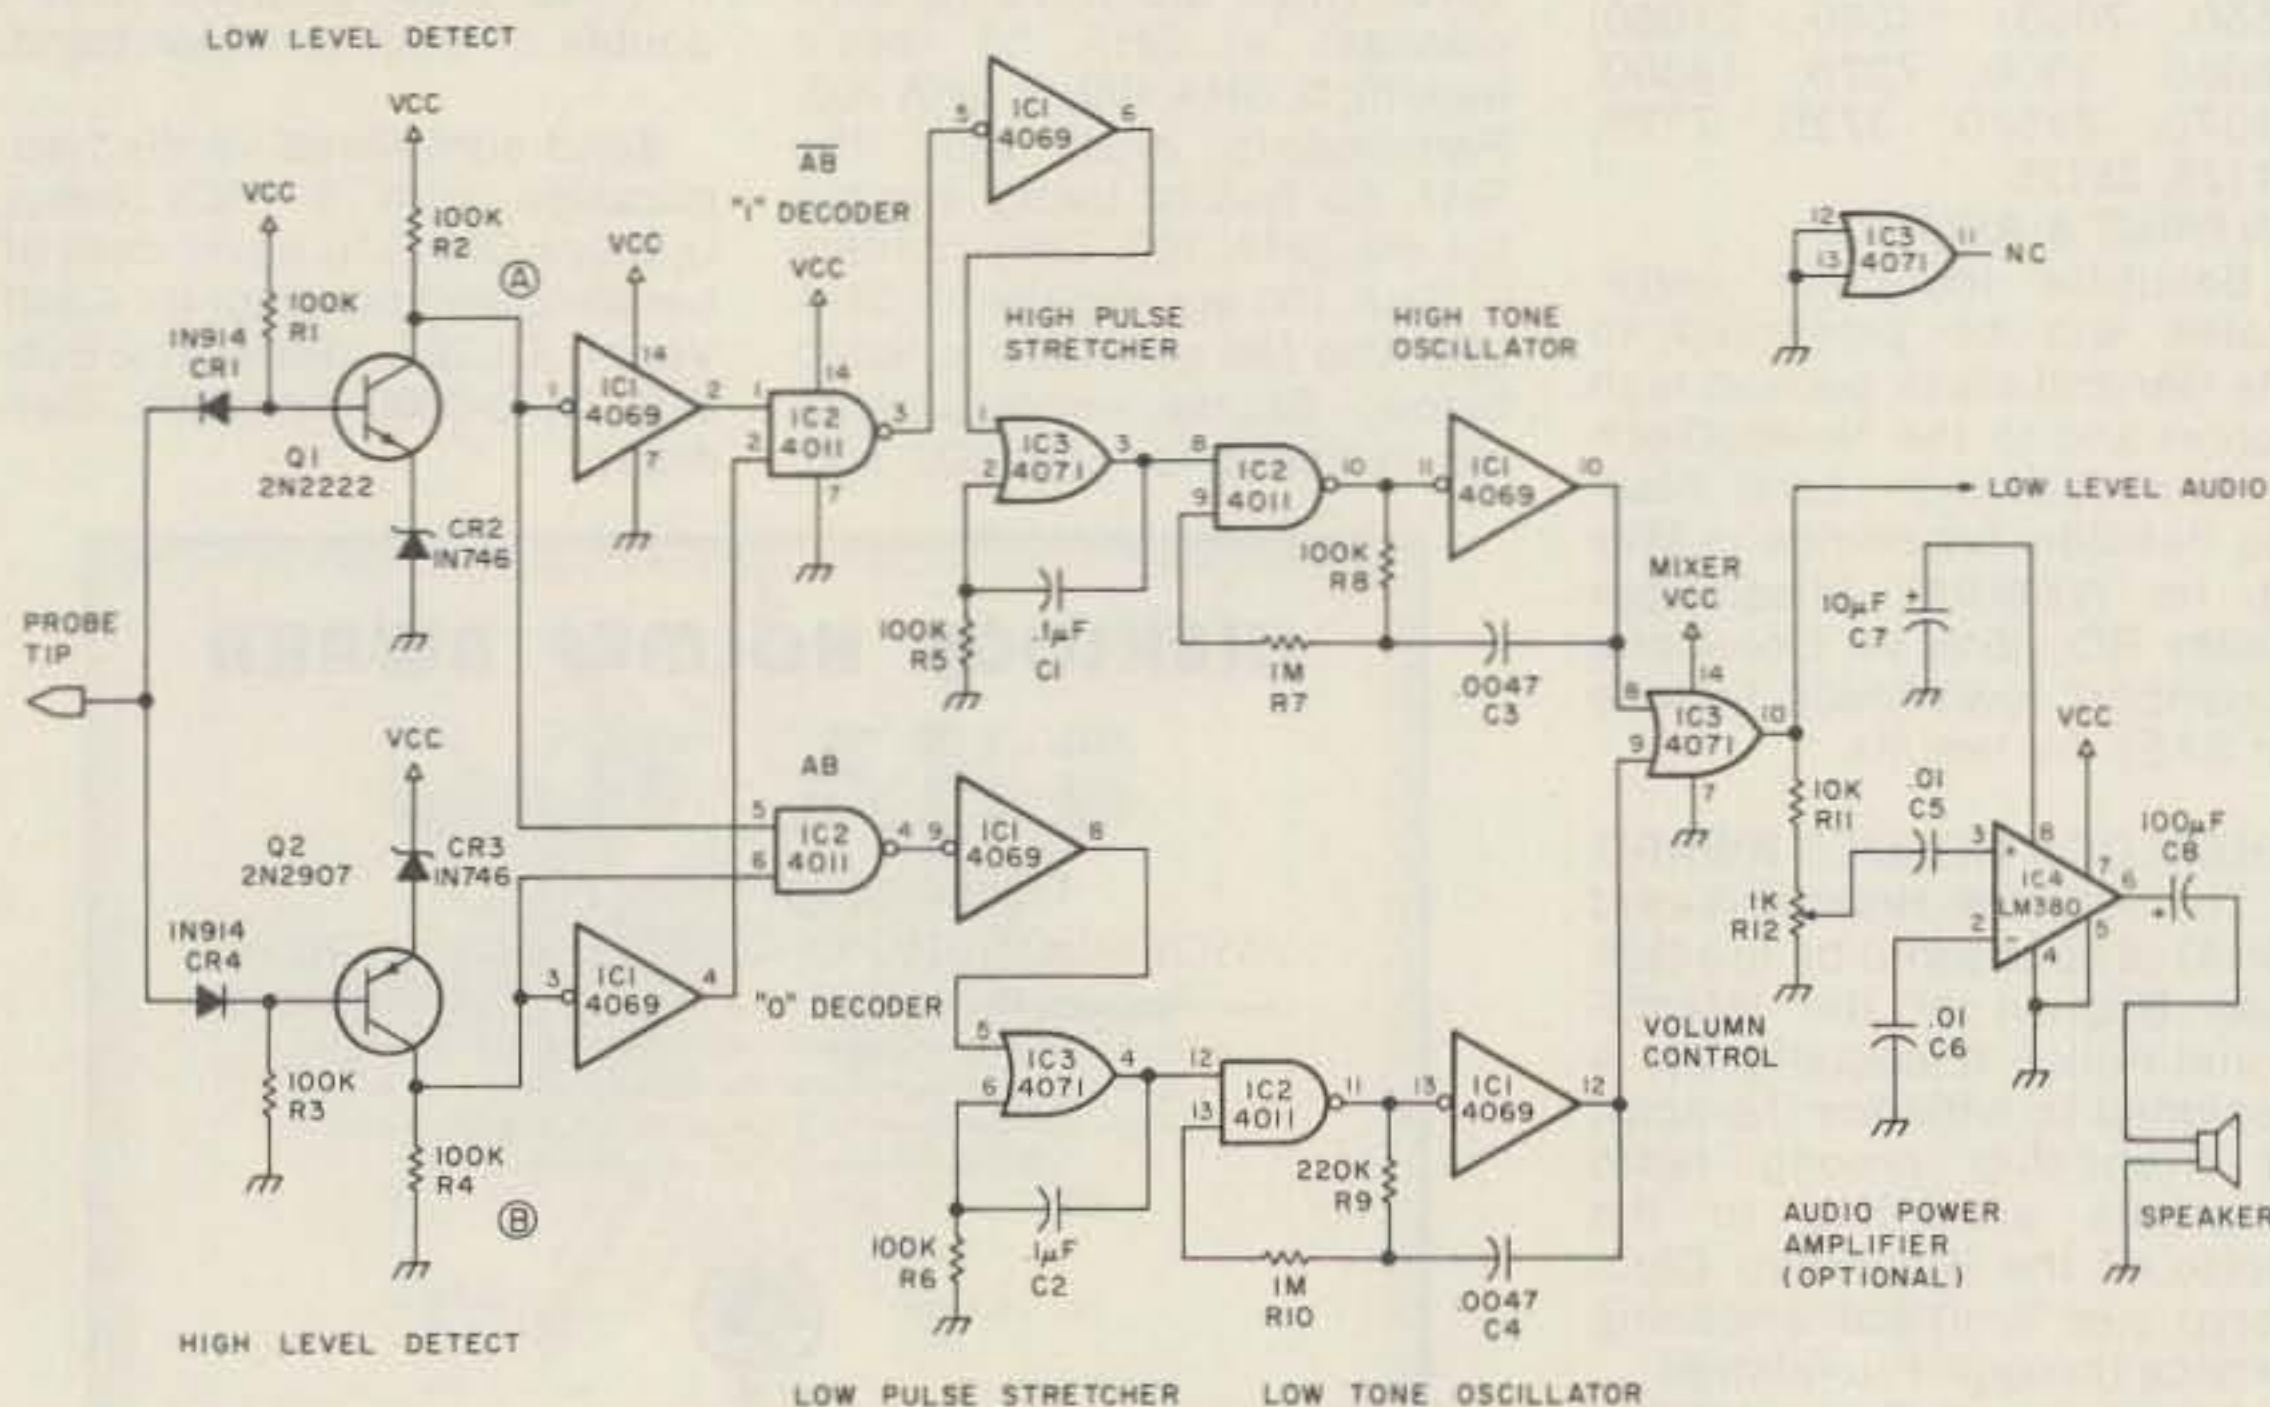 LOW LEVEL DETECT
VCC
100K
R2
VCC
100K
R1
1N914
CR1
Q1
2N2222
CR2
1N746
A
PROBE
TIP
VCC
Q2
2N2907
CR3
1N746
1N914
CR4
100K
R3
100K
R4
B
HIGH LEVEL DETECT
VCC
14
1
IC1
4069
2
7
3
IC1
4069
4
AB
"1" DECODER
VCC
14
1
2
IC2
4011
3
7
5
IC1
4069
6
AB
5
6
IC2
4011
4
9
IC1
4069
8
"0" DECODER
HIGH PULSE
STRETCHER
1
2
IC3
4071
3
100K
R5
.1µF
C1
HIGH TONE
OSCILLATOR
8
9
IC2
4011
10
11
IC1
4069
10
100K
R8
1M
R7
.0047
C3
5
6
IC3
4071
4
100K
R6
.1µF
C2
LOW PULSE STRETCHER
12
13
IC2
4011
11
13
IC1
4069
12
220K
R9
1M
R10
.0047
C4
LOW TONE OSCILLATOR
12
13
IC3
4071
11
NC
MIXER
VCC
14
8
9
IC3
4071
10
7
LOW LEVEL AUDIO
10µF
C7
+
VCC
10K
R11
1K
R12
VOLUMN
CONTROL
.01
C5
3
+
8
IC4
LM380
7
6
2
-
4
5
.01
C6
100µF
C8
+
AUDIO POWER
AMPLIFIER
(OPTIONAL)
SPEAKER